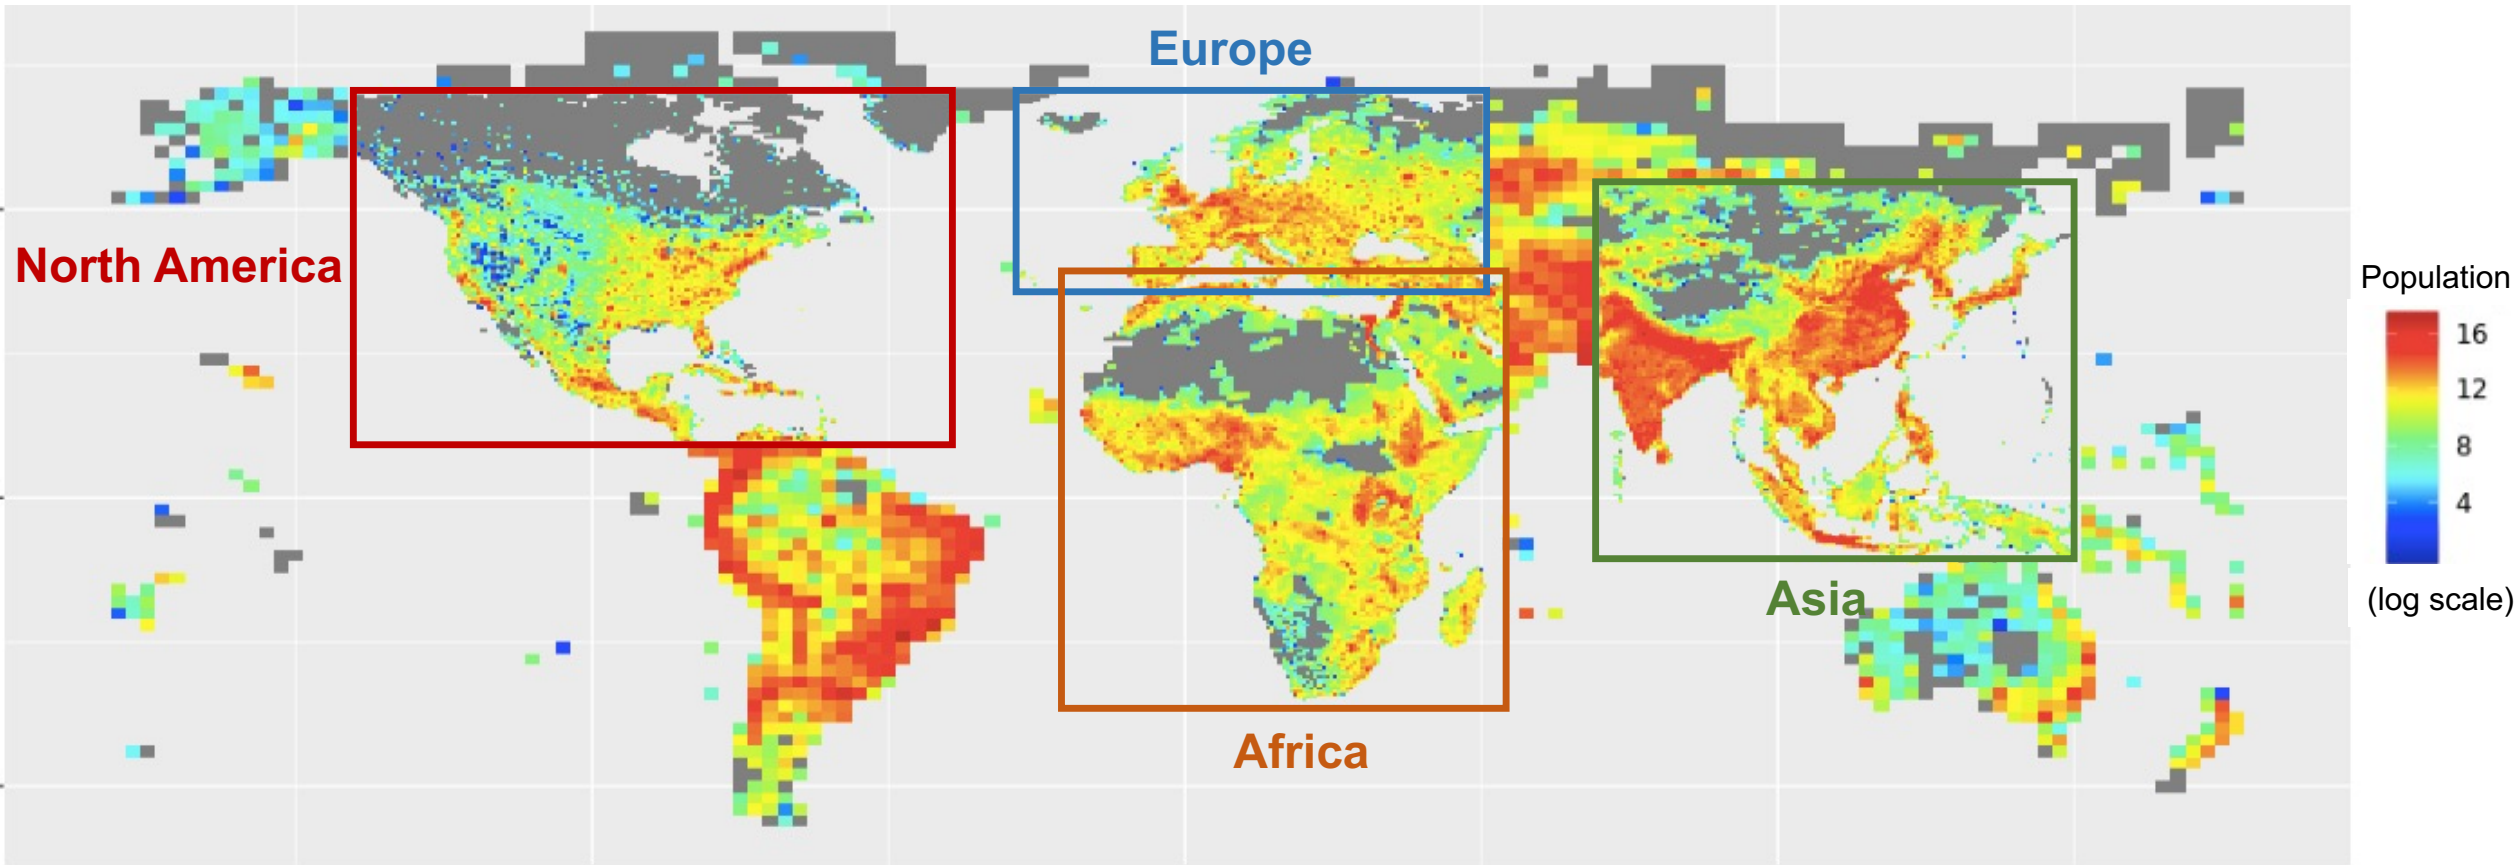 Europe
North America
Population
16
12
8
4
(log scale)
Asia
Africa